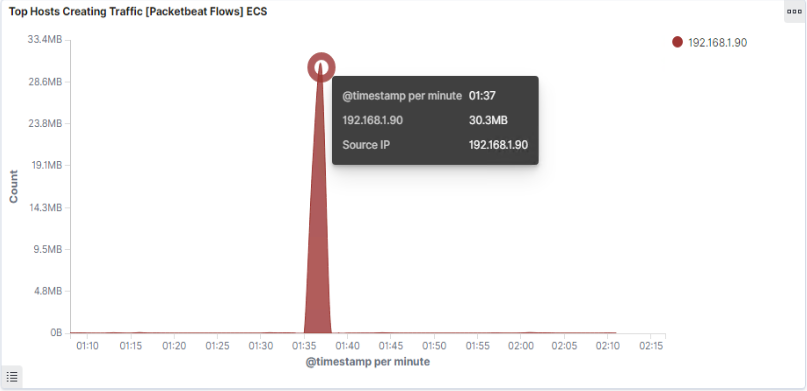 Top Hosts Creating Traffic [Packetbeat Flows] ECS
33.4MB
28.6MB
23.8MB
19.1MB
14.3MB
9.5MB
4.8MB
0B
Count
192.168.1.90
@timestamp per minute 01:37
192.168.1.90 30.3MB
Source IP 192.168.1.90
01:10 01:15 01:20 01:25 01:30 01:35 01:40 01:45 01:50 01:55 02:00 02:05 02:10 02:15
@timestamp per minute